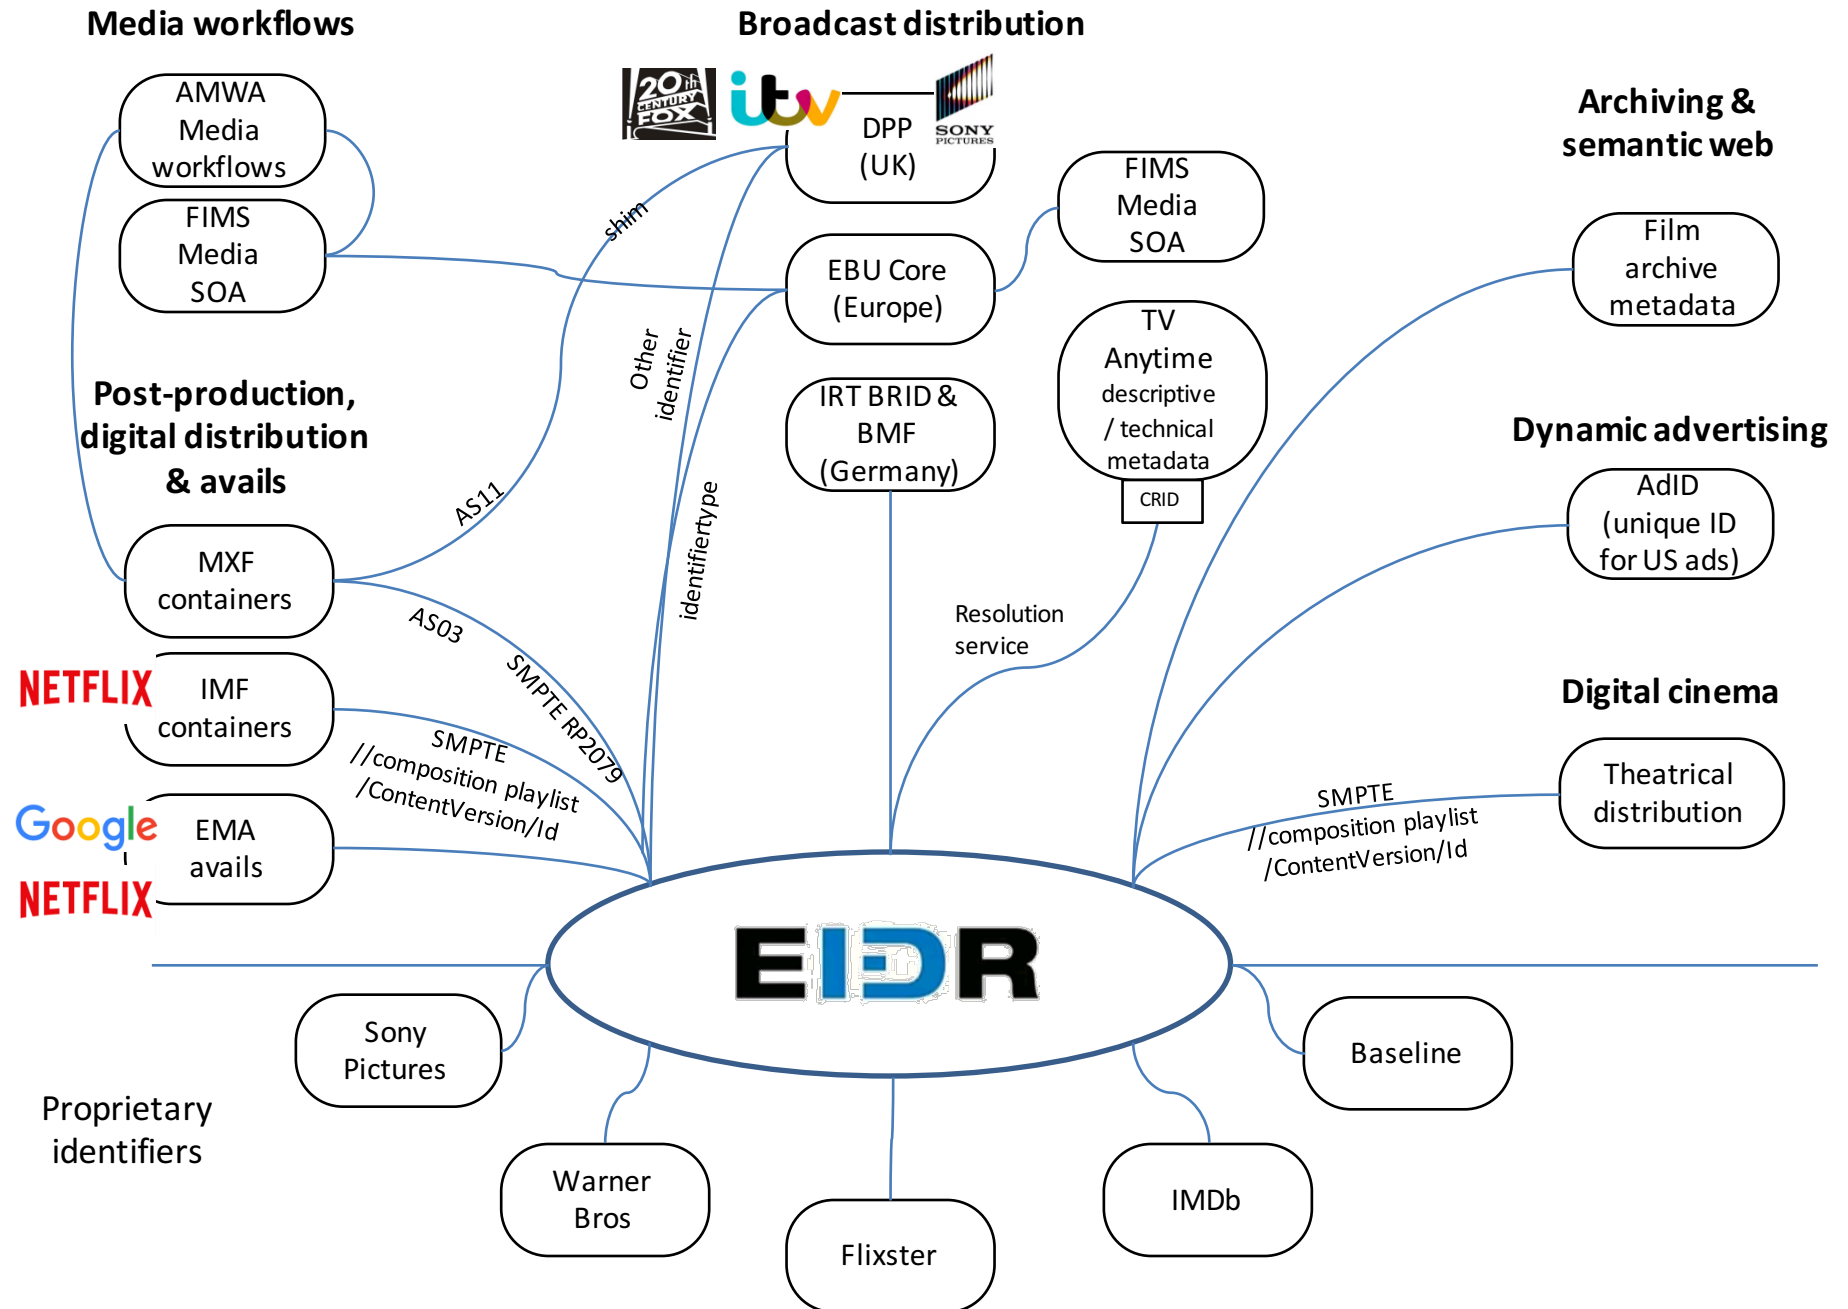 Media workflows
AMWA
Media
workflows
FIMS
Media
SOA
Broadcast distribution
20th
CENTURY
FOX
itv
SONY
PICTURES
DPP
(UK)
FIMS
Media
SOA
EBU Core
(Europe)
TV
Anytime
descriptive
/ technical
metadata
CRID
IRT BRID &
BMF
(Germany)
Archiving &
semantic web
Film
archive
metadata
Dynamic advertising
AdID
(unique ID
for US ads)
Digital cinema
Theatrical
distribution
SMPTE
//composition playlist
/ContentVersion/Id
Resolution
service
shim
Other
identifier
identifiertype
AS11
Post-production,
digital distribution
& avails
MXF
containers
AS03
SMPTE RP2079
NETFLIX
IMF
containers
SMPTE
//composition playlist
/ContentVersion/Id
Google
EMA
avails
NETFLIX
EIDR
Proprietary
identifiers
Sony
Pictures
Warner
Bros
Flixster
IMDb
Baseline